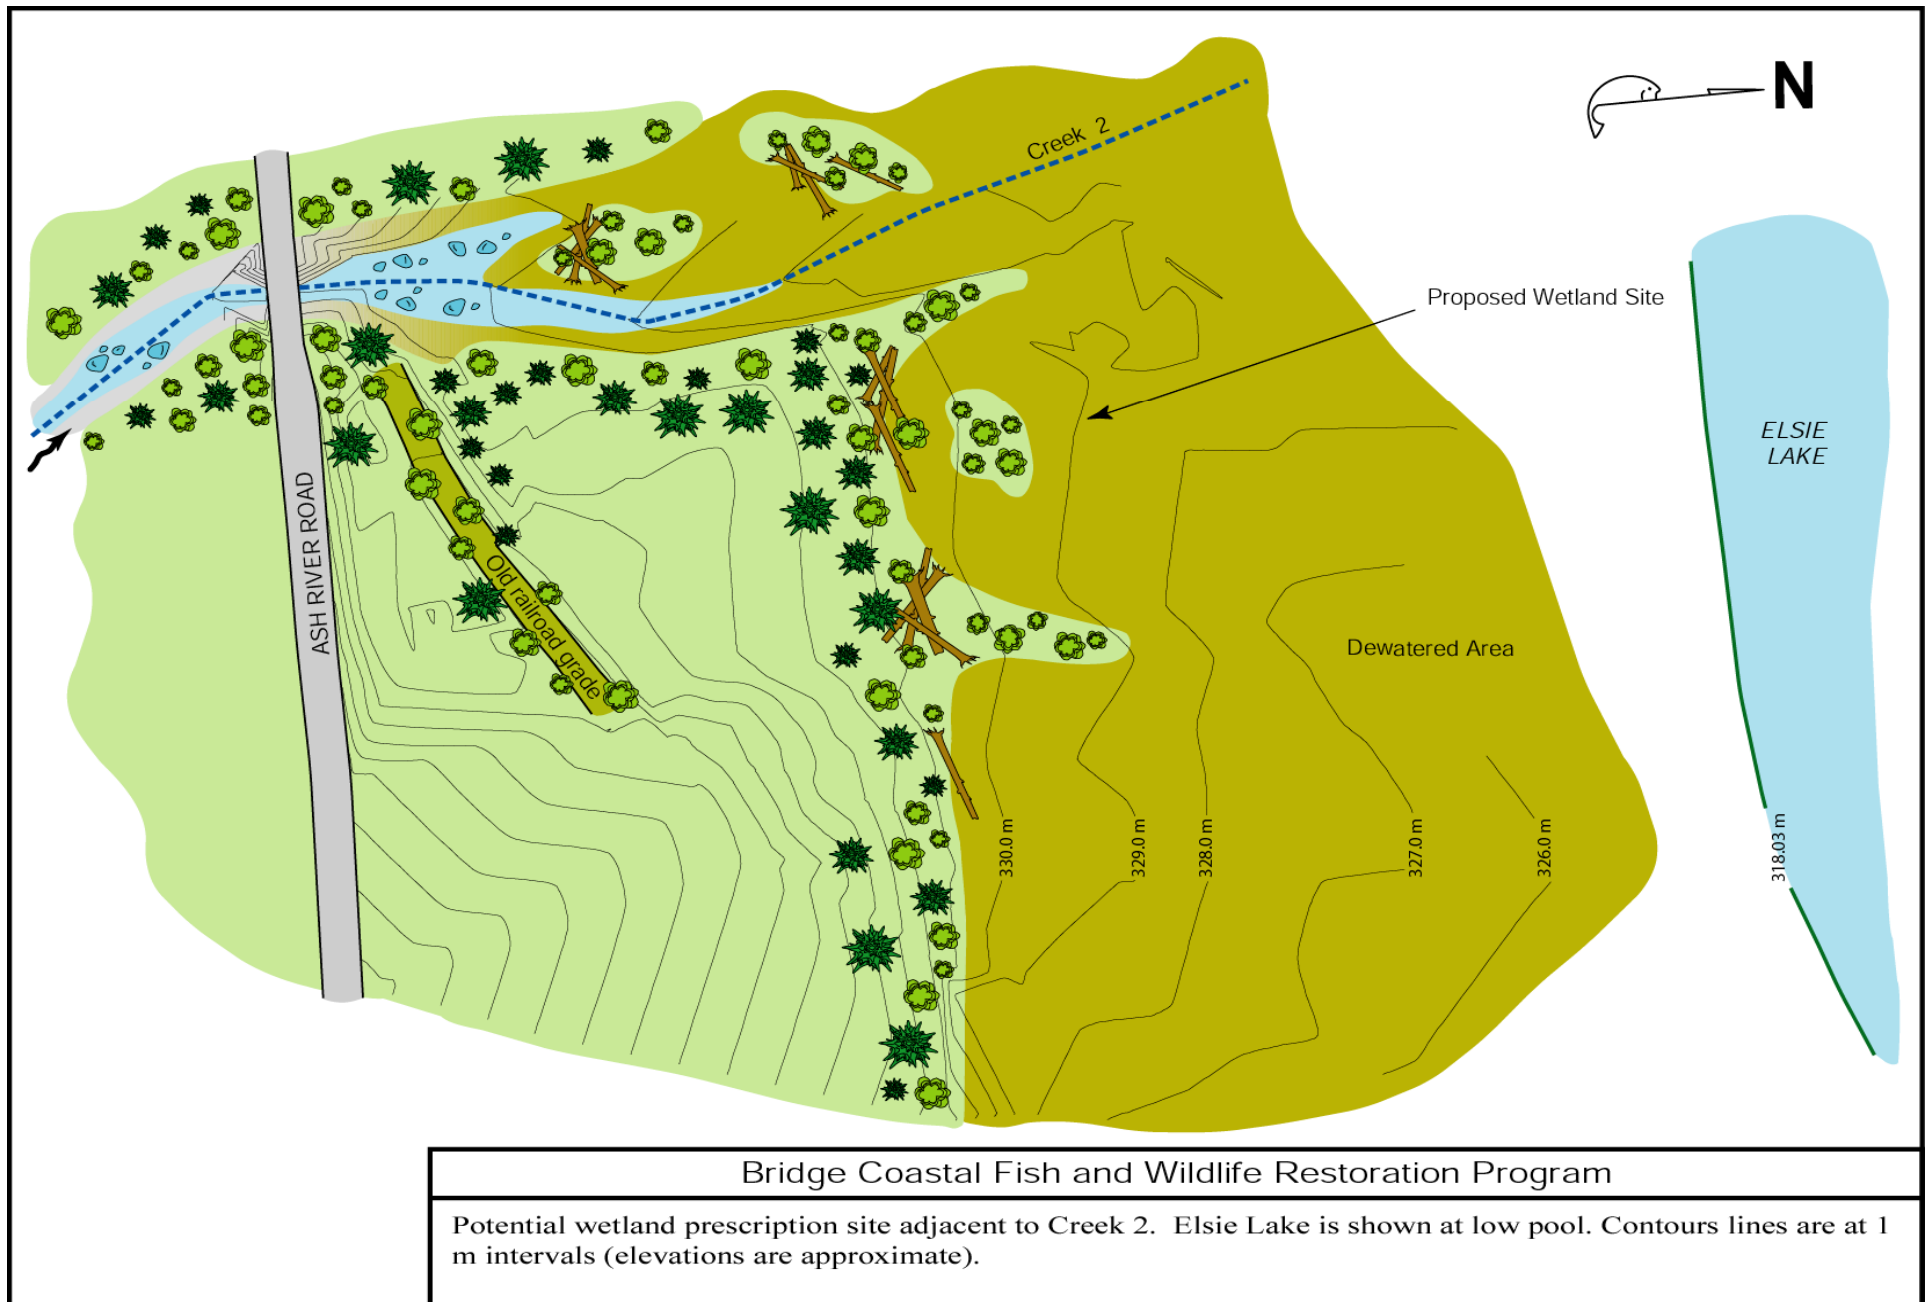 N
Creek 2
Proposed Wetland Site
ELSIE
LAKE
ASH RIVER ROAD
Old railroad grade
Dewatered Area
330.0 m
329.0 m
328.0 m
327.0 m
326.0 m
318.03 m
Bridge Coastal Fish and Wildlife Restoration Program
Potential wetland prescription site adjacent to Creek 2.  Elsie Lake is shown at low pool. Contours lines are at 1
m intervals (elevations are approximate).